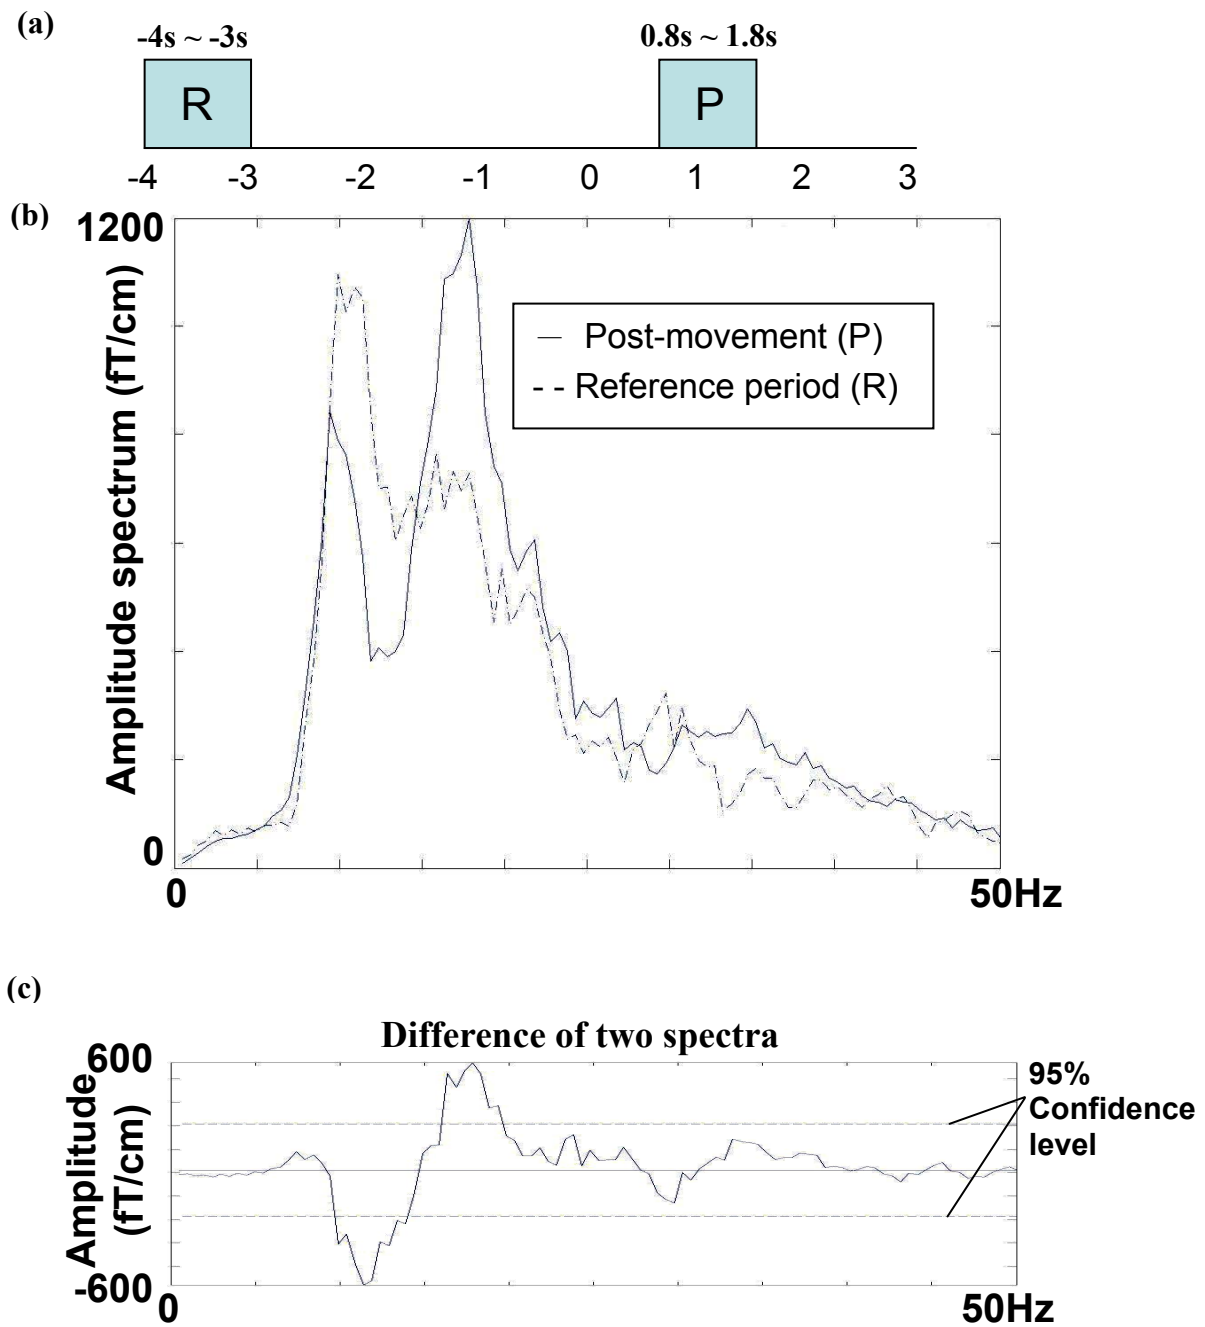 (a)
-4s ~ -3s
0.8s ~ 1.8s
R
P
-4 -3 -2 -1 0 1 2 3
(b)
1200
Amplitude spectrum (fT/cm)
— Post-movement (P)
- - Reference period (R)
0
0
50Hz
(c)
Difference of two spectra
600
Amplitude
(fT/cm)
-600
0
50Hz
95%
Confidence
level